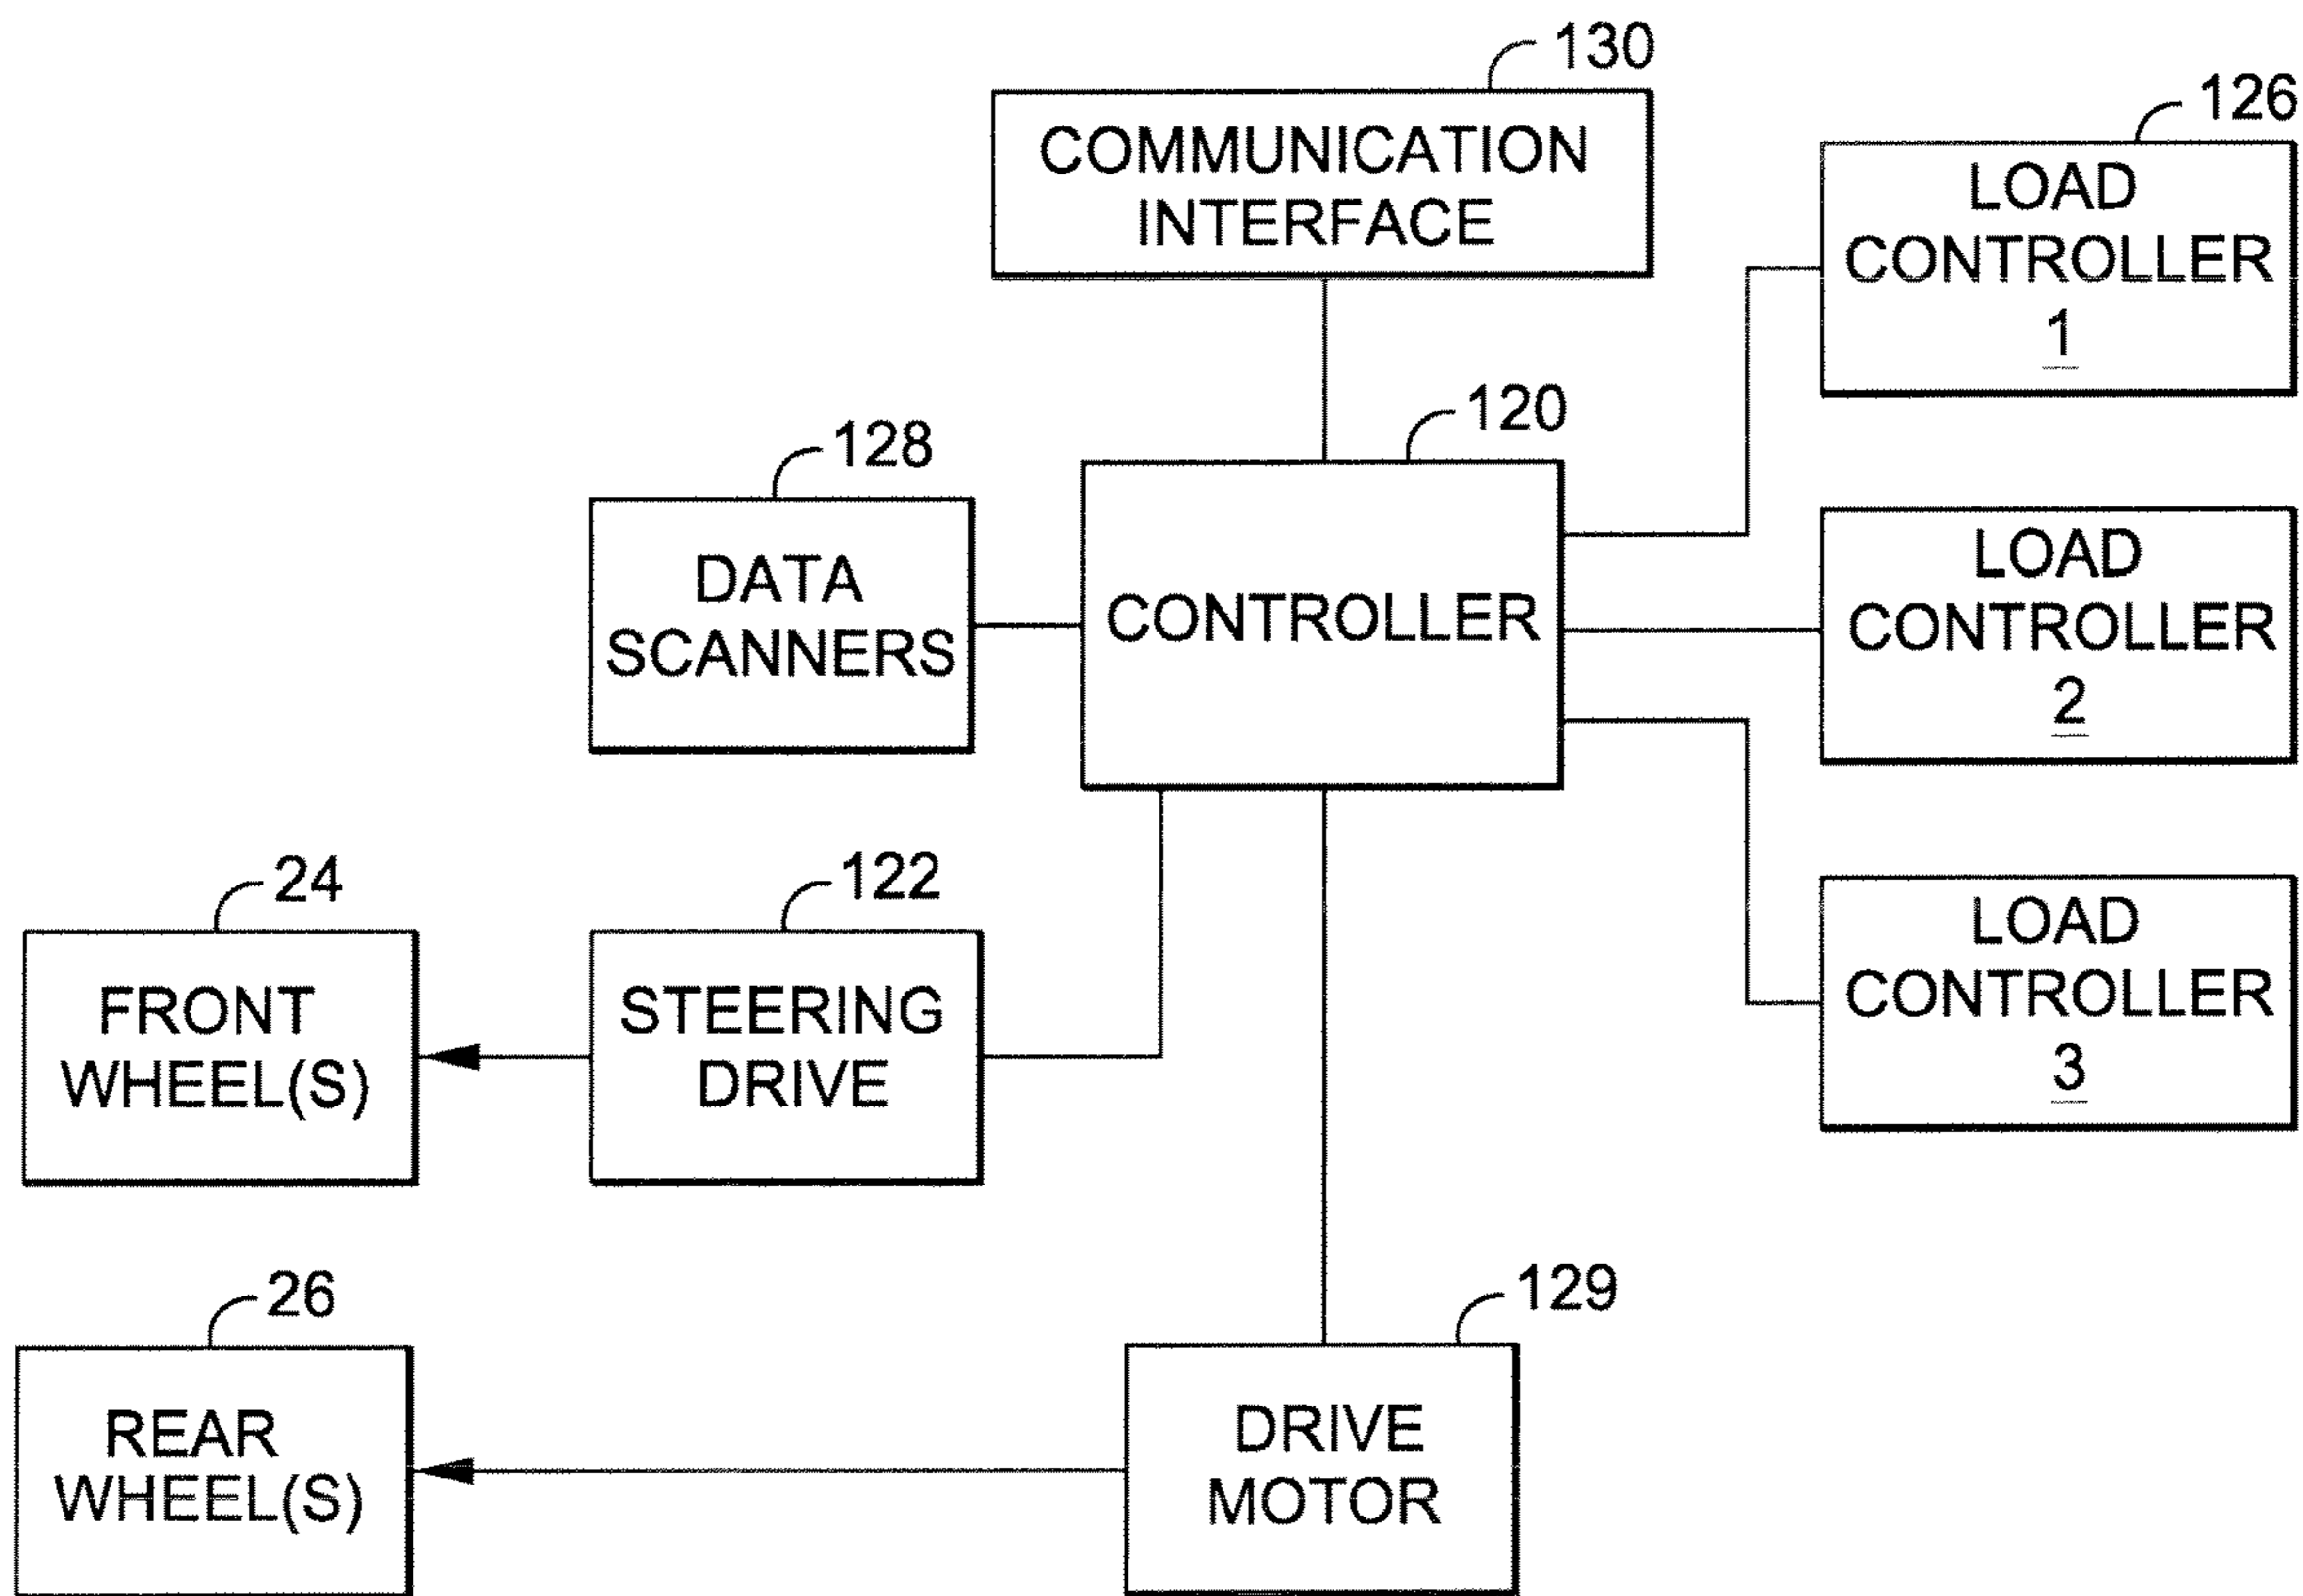 130
COMMUNICATION
INTERFACE
126
LOAD
CONTROLLER
1
128
DATA
SCANNERS
120
CONTROLLER
LOAD
CONTROLLER
2
24
FRONT
WHEEL(S)
122
STEERING
DRIVE
LOAD
CONTROLLER
3
26
REAR
WHEEL(S)
129
DRIVE
MOTOR